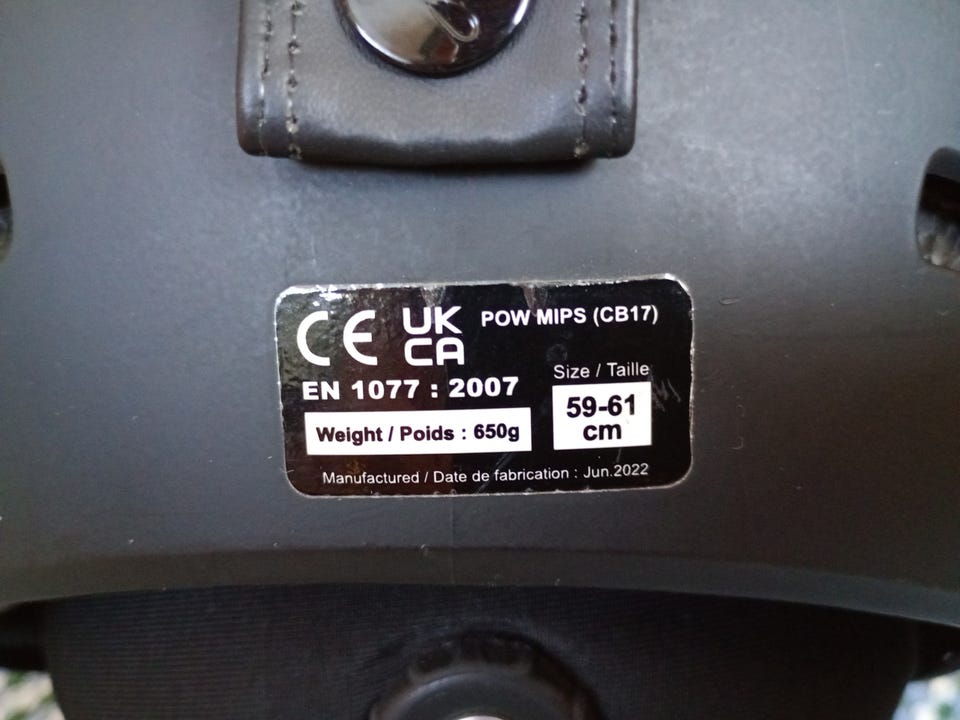 CE UK CA POW MIPS (CB17)
EN 1077 : 2007
Size / Taille
59-61
cm
Weight / Poids : 650g
Manufactured / Date de fabrication : Jun.2022